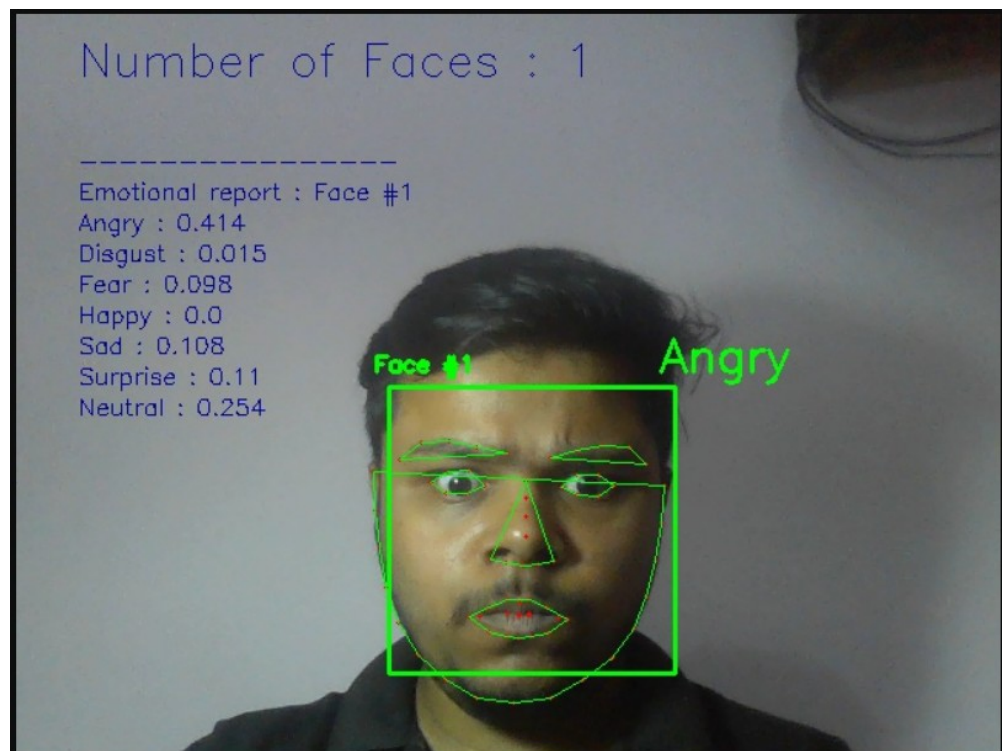 Number of Faces : 1
----------------
Emotional report : Face #1
Angry : 0.414
Disgust : 0.015
Fear : 0.098
Happy : 0.0
Sad : 0.108
Surprise : 0.11
Neutral : 0.254
Face #1
Angry